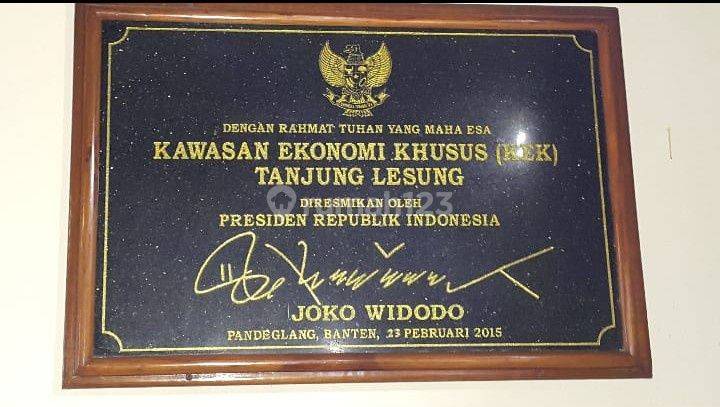 DENGAN RAHMAT TUHAN YANG MAHA ESA
KAWASAN EKONOMI KHUSUS (KEK)
TANJUNG LESUNG
DIRESMIKAN OLEH
PRESIDEN REPUBLIK INDONESIA
JOKO WIDODO
PANDEGLANG, BANTEN, 23 PEBRUARI 2015